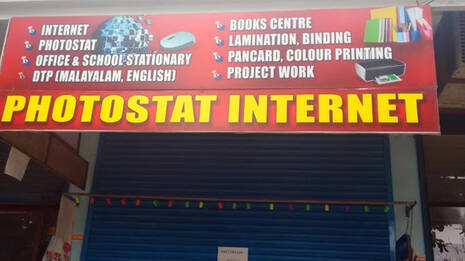 INTERNET
PHOTOSTAT
OFFICE & SCHOOL STATIONARY
DTP (MALAYALAM, ENGLISH)
BOOKS CENTRE
LAMINATION, BINDING
PANCARD, COLOUR PRINTING
PROJECT WORK
PHOTOSTAT INTERNET